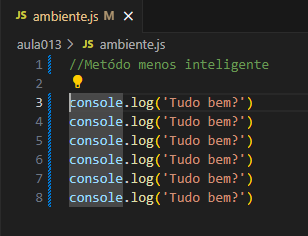 JS ambiente.js M
aula013 > JS ambiente.js
1 //Metódo menos inteligente
2
3 console.log('Tudo bem?')
4 console.log('Tudo bem?')
5 console.log('Tudo bem?')
6 console.log('Tudo bem?')
7 console.log('Tudo bem?')
8 console.log('Tudo bem?')